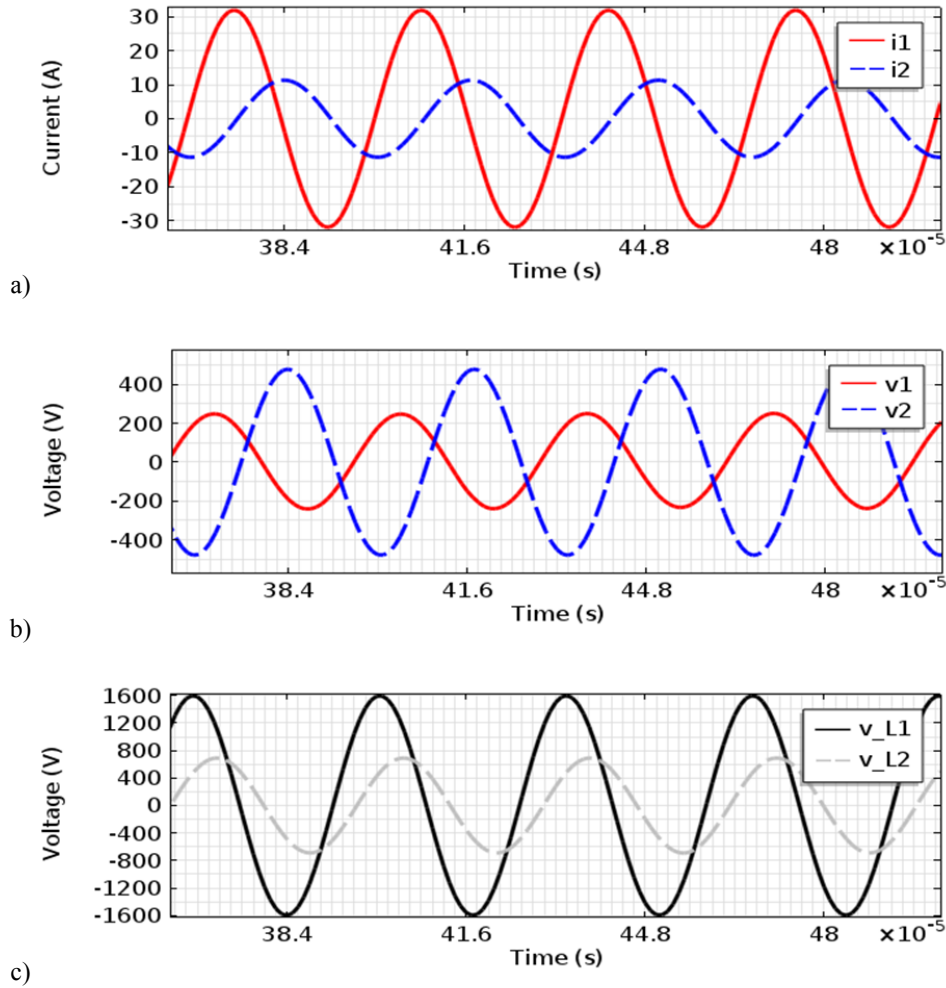 Current (A)
30
20
10
0
-10
-20
-30
i1
i2
38.4 41.6 44.8 48 ×10⁻⁵
Time (s)
a)
Voltage (V)
400
200
0
-200
-400
v1
v2
38.4 41.6 44.8 48 ×10⁻⁵
Time (s)
b)
Voltage (V)
1600
1200
800
400
0
-400
-800
-1200
-1600
v_L1
v_L2
38.4 41.6 44.8 48 ×10⁻⁵
Time (s)
c)